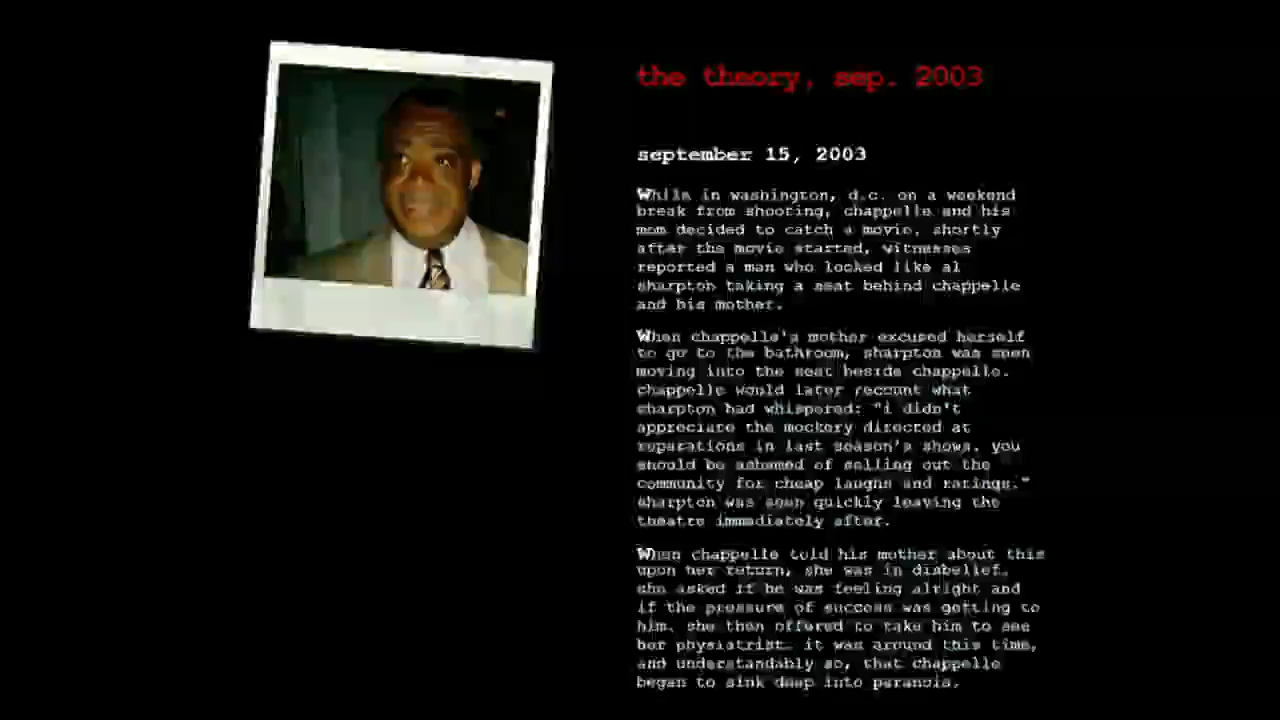 the theory, sep. 2003
september 15, 2003
While in washington, d.c. on a weekend
break from shooting, chappelle and his
mom decided to catch a movie. shortly
after the movie started, witnesses
reported a man who looked like al
sharpton taking a seat behind chappelle
and his mother.
When chappelle's mother excused herself
to go to the bathroom, sharpton was seen
moving into the seat beside chappelle.
chappelle would later recount what
sharpton had whispered: "i didn't
appreciate the mockery directed at
reparations in last season's shows. you
should be ashamed of selling out the
community for cheap laughs and ratings."
sharpton was seen quickly leaving the
theatre immediately after.
When chappelle told his mother about this
upon her return, she was in disbelief.
she asked if he was feeling alright and
if the pressure of success was getting to
him. she then offered to take him to see
her physiatrist. it was around this time,
and understandably so, that chappelle
began to sink deep into paranoia.